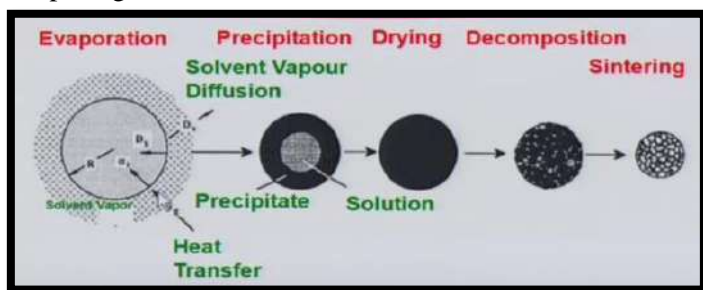 Evaporation Precipitation Drying Decomposition
Sintering
Solvent Vapour
Diffusion
R
Solvent Vapor
Precipitate Solution
Heat
Transfer